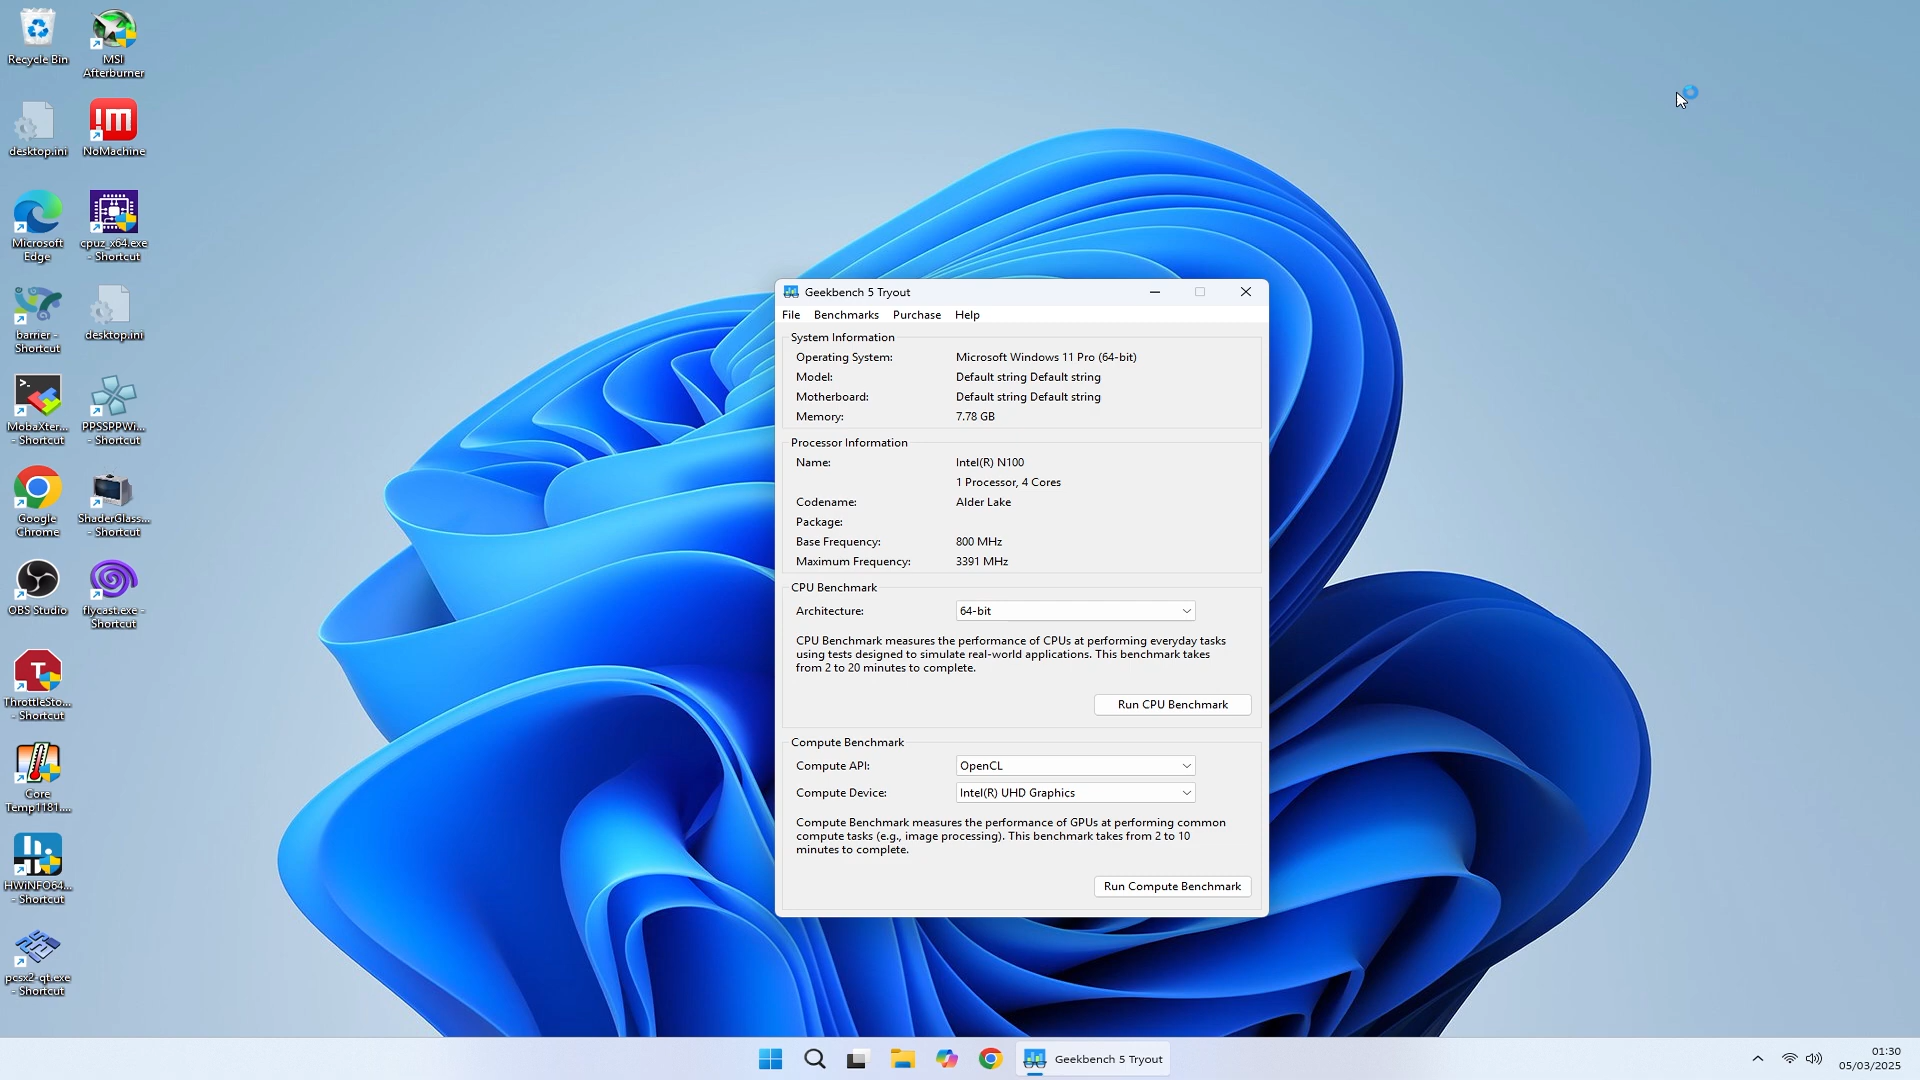 Recycle Bin
MSI
Afterburner
desktop.ini
NoMachine
Microsoft
Edge
cpuz_x64.exe
- Shortcut
barrier -
Shortcut
desktop.ini
MobaXter...
- Shortcut
PPSSPPWi...
- Shortcut
Google
Chrome
ShaderGlass...
- Shortcut
OBS Studio
flycast.exe -
Shortcut
ThrottleSto...
- Shortcut
Core
Temp1181....
HWiNFO64...
- Shortcut
pcsx2-qt.exe
- Shortcut
Geekbench 5 Tryout
File Benchmarks Purchase Help
System Information
Operating System: Microsoft Windows 11 Pro (64-bit)
Model: Default string Default string
Motherboard: Default string Default string
Memory: 7.78 GB
Processor Information
Name: Intel(R) N100
1 Processor, 4 Cores
Codename: Alder Lake
Package:
Base Frequency: 800 MHz
Maximum Frequency: 3391 MHz
CPU Benchmark
Architecture: 64-bit
CPU Benchmark measures the performance of CPUs at performing everyday tasks
using tests designed to simulate real-world applications. This benchmark takes
from 2 to 20 minutes to complete.
Run CPU Benchmark
Compute Benchmark
Compute API: OpenCL
Compute Device: Intel(R) UHD Graphics
Compute Benchmark measures the performance of GPUs at performing common
compute tasks (e.g., image processing). This benchmark takes from 2 to 10
minutes to complete.
Run Compute Benchmark
Geekbench 5 Tryout
01:30
05/03/2025